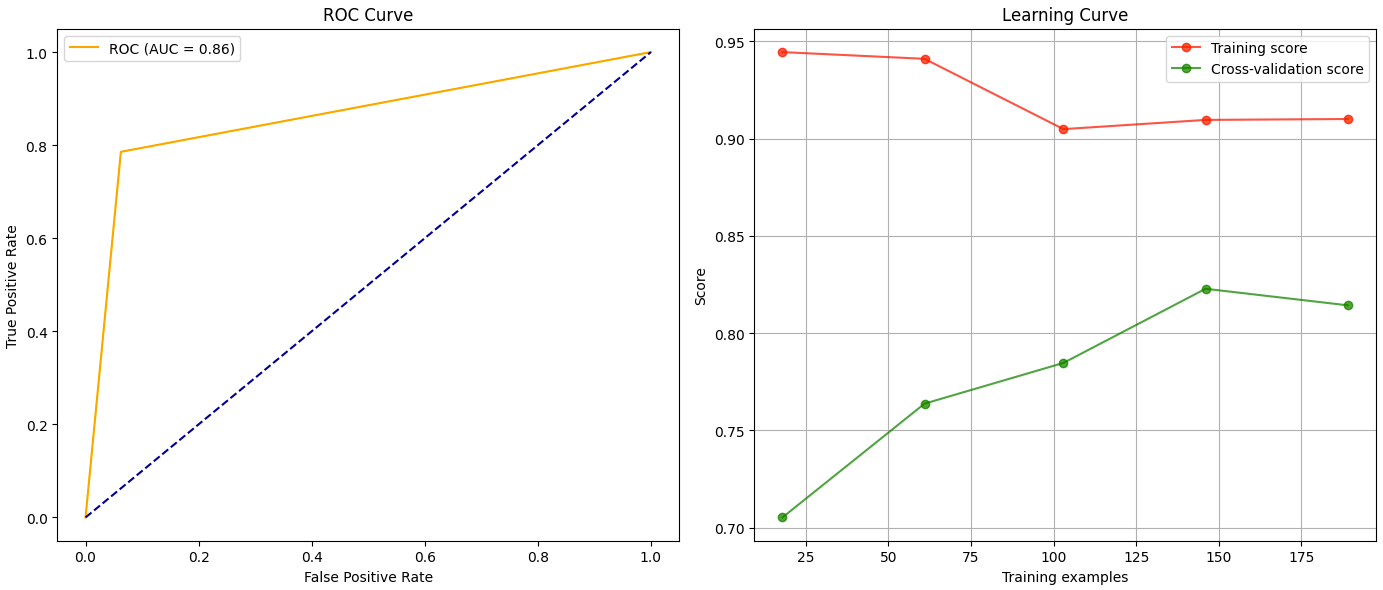 ROC Curve
ROC (AUC = 0.86)
True Positive Rate
1.0
0.8
0.6
0.4
0.2
0.0
0.0 0.2 0.4 0.6 0.8 1.0
False Positive Rate
Learning Curve
Training score
Cross-validation score
Score
0.95
0.90
0.85
0.80
0.75
0.70
25 50 75 100 125 150 175
Training examples